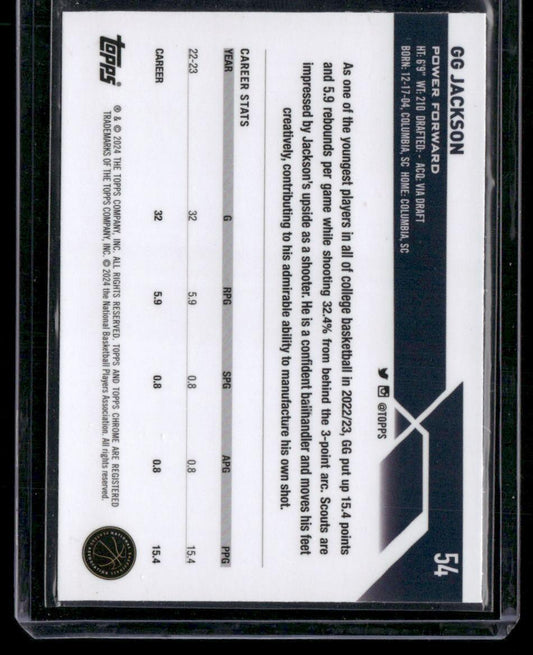 54
GG JACKSON
POWER FORWARD
HT: 6'9" WT: 210 DRAFTED: - ACQ: VIA DRAFT
BORN: 12-17-04, COLUMBIA, SC HOME: COLUMBIA, SC
@TOPPS
As one of the youngest players in all of college basketball in 2022/23, GG put up 15.4 points
and 5.9 rebounds per game while shooting 32.4% from behind the 3-point arc. Scouts are
impressed by Jackson's upside as a shooter. He is a confident ballhandler and moves his feet
creatively, contributing to his admirable ability to manufacture his own shot.
CAREER STATS
YEAR G RPG SPG APG PPG
22-23 32 5.9 0.8 0.8 15.4
CAREER 32 5.9 0.8 0.8 15.4
topps
® & © 2024 THE TOPPS COMPANY, INC. ALL RIGHTS RESERVED. TOPPS AND TOPPS CHROME ARE REGISTERED
TRADEMARKS OF THE TOPPS COMPANY, INC. © 2024 the National Basketball Players Association. All rights reserved.